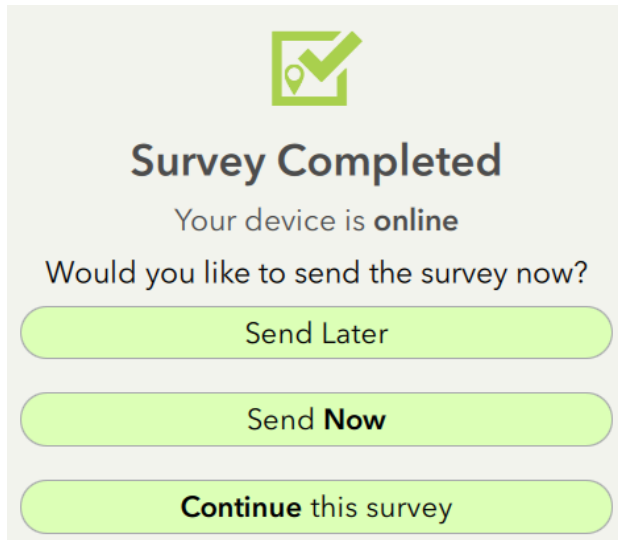 Survey Completed
Your device is online
Would you like to send the survey now?
Send Later
Send Now
Continue this survey